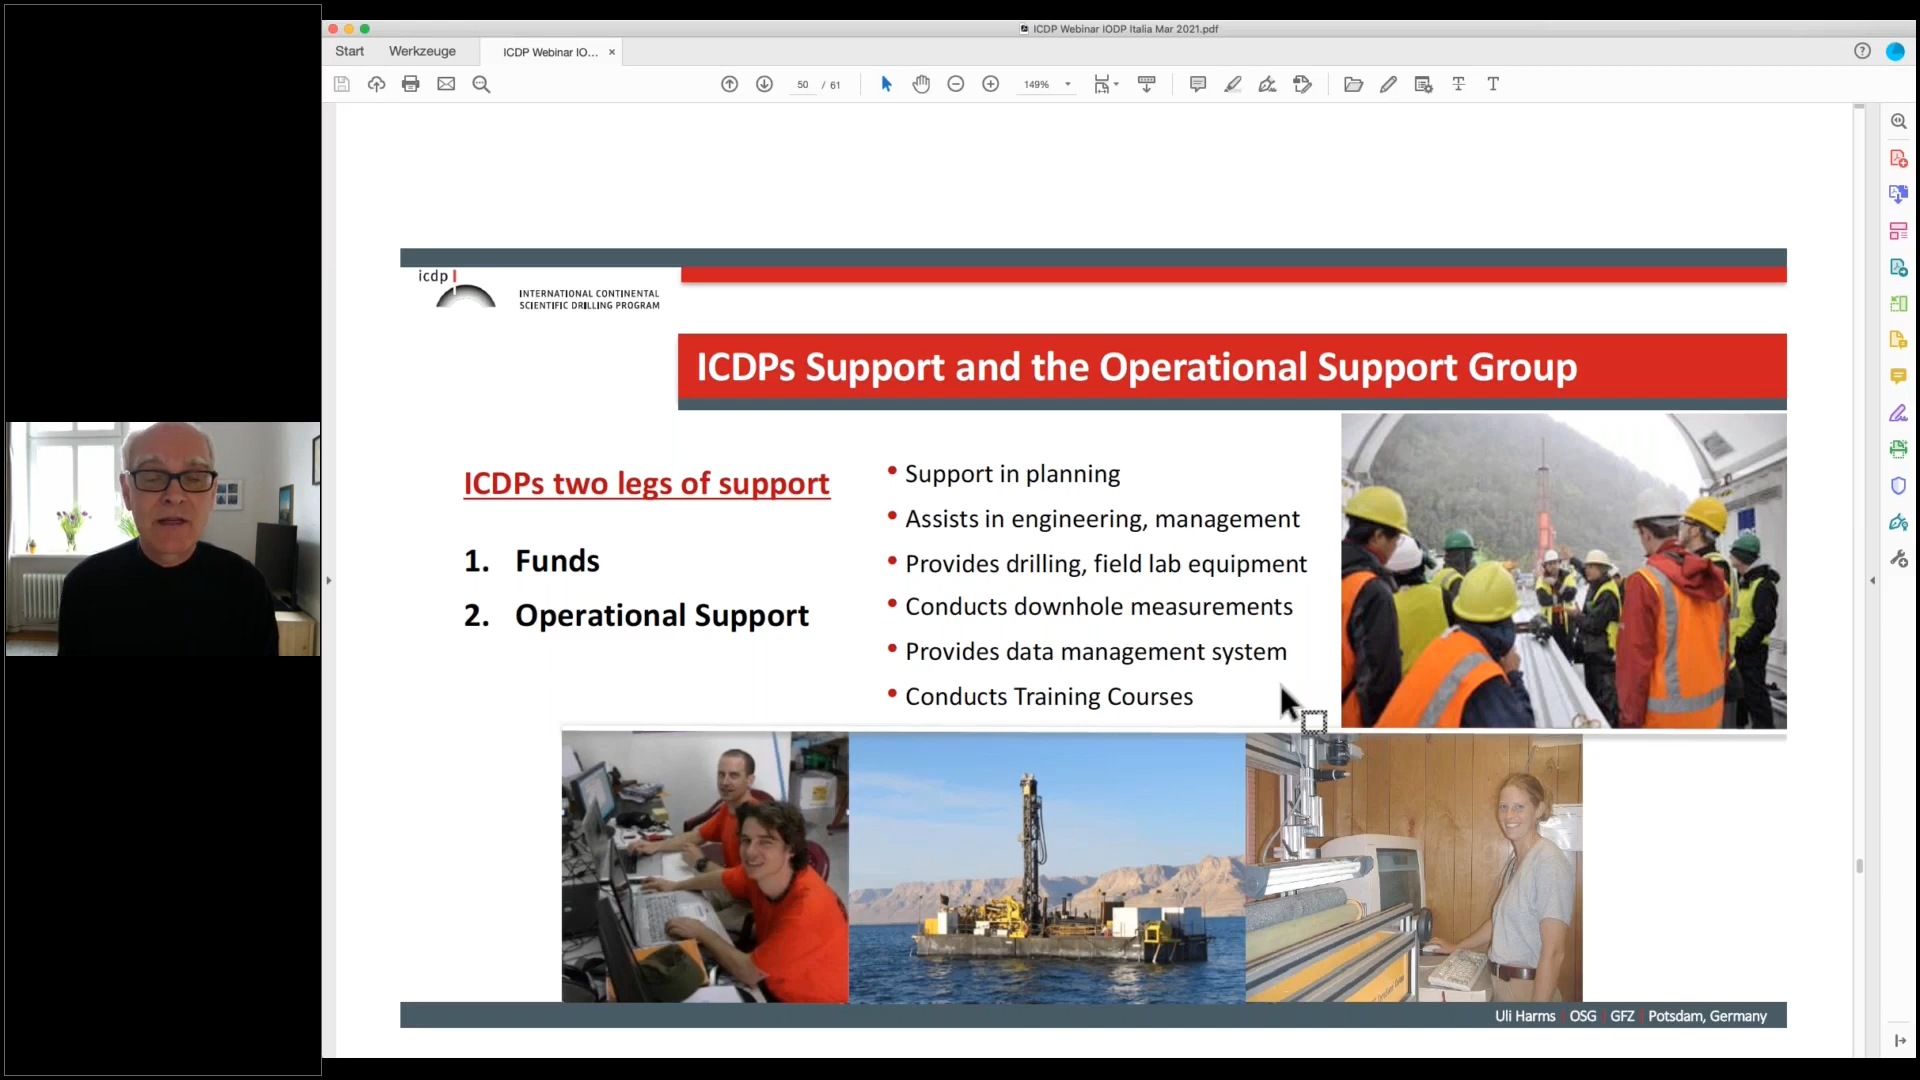 ICDP Webinar IODP Italia Mar 2021.pdf
Start
Werkzeuge
ICDP Webinar IO...
50 / 61
149%
icdp
INTERNATIONAL CONTINENTAL
SCIENTIFIC DRILLING PROGRAM
ICDPs Support and the Operational Support Group
ICDPs two legs of support
1. Funds
2. Operational Support
• Support in planning
• Assists in engineering, management
• Provides drilling, field lab equipment
• Conducts downhole measurements
• Provides data management system
• Conducts Training Courses
Uli Harms | OSG | GFZ | Potsdam, Germany